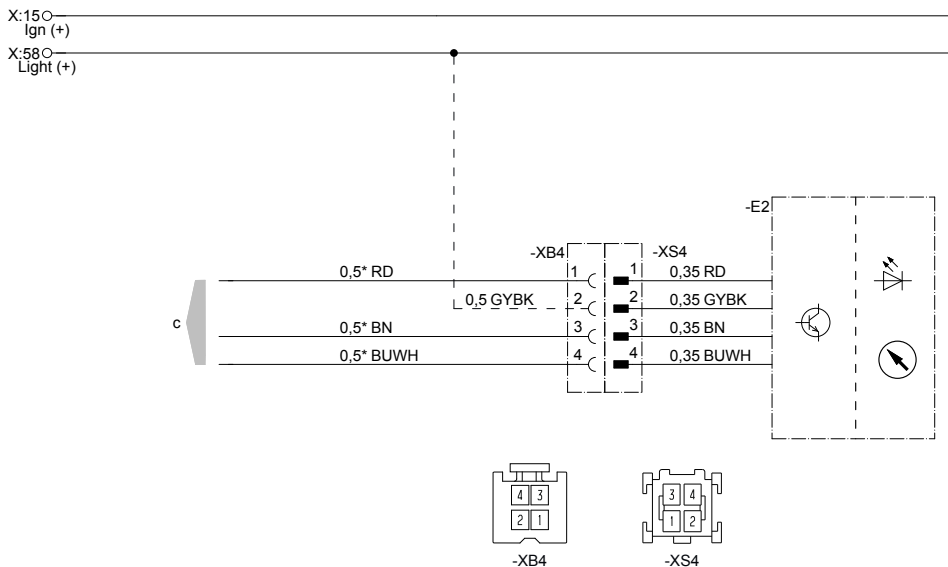 X:15
Ign (+)
X:58
Light (+)
-E2
-XB4
-XS4
0,5* RD
1
1
0,35 RD
0,5 GYBK
2
2
0,35 GYBK
c
0,5* BN
3
3
0,35 BN
0,5* BUWH
4
4
0,35 BUWH
4 3
2 1
3 4
1 2
-XB4
-XS4